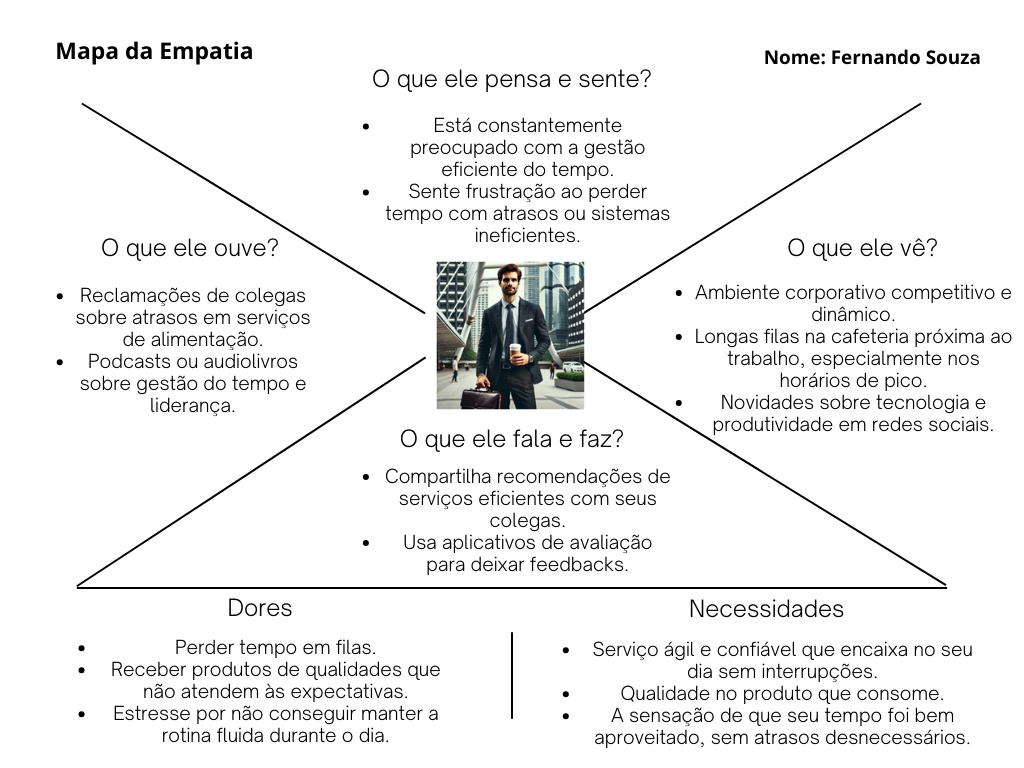 Mapa da Empatia
Nome: Fernando Souza
O que ele pensa e sente?
• Está constantemente
preocupado com a gestão
eficiente do tempo.
• Sente frustração ao perder
tempo com atrasos ou sistemas
ineficientes.
O que ele ouve?
• Reclamações de colegas
sobre atrasos em serviços
de alimentação.
• Podcasts ou audiolivros
sobre gestão do tempo e
liderança.
O que ele vê?
• Ambiente corporativo competitivo e
dinâmico.
• Longas filas na cafeteria próxima ao
trabalho, especialmente nos
horários de pico.
• Novidades sobre tecnologia e
produtividade em redes sociais.
O que ele fala e faz?
• Compartilha recomendações de
serviços eficientes com seus
colegas.
• Usa aplicativos de avaliação
para deixar feedbacks.
Dores
• Perder tempo em filas.
• Receber produtos de qualidades que
não atendem às expectativas.
• Estresse por não conseguir manter a
rotina fluida durante o dia.
Necessidades
• Serviço ágil e confiável que encaixa no seu
dia sem interrupções.
• Qualidade no produto que consome.
• A sensação de que seu tempo foi bem
aproveitado, sem atrasos desnecessários.